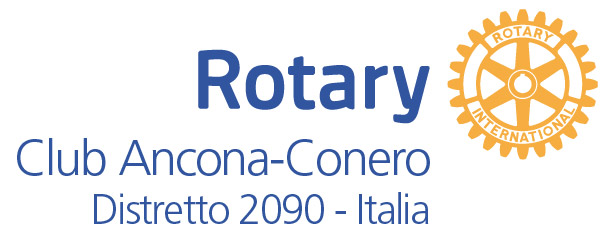 Rotary
ROTARY
INTERNATIONAL
Club Ancona-Conero
Distretto 2090 - Italia